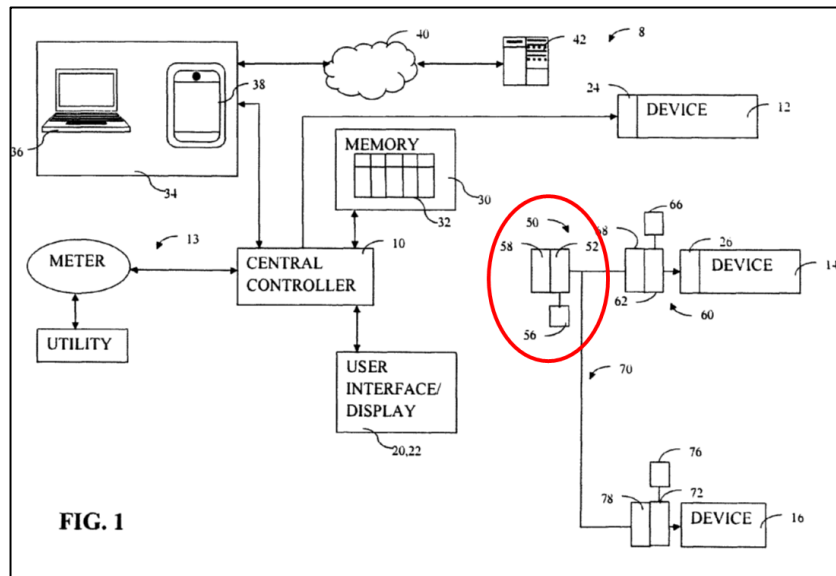 40
42
8
38
24
DEVICE
12
36
34
MEMORY
30
32
66
13
10
50
68
58
52
26
DEVICE
14
METER
CENTRAL
CONTROLLER
62
60
56
UTILITY
USER
INTERFACE/
DISPLAY
70
20,22
76
78
72
DEVICE
16
FIG. 1